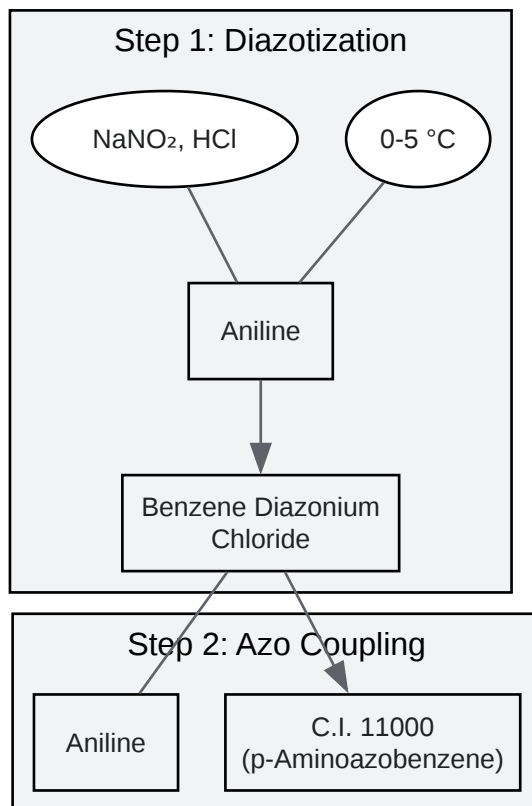 Step 1: Diazotization
NaNO₂, HCl
0-5 °C
Aniline
Benzene Diazonium
Chloride
Step 2: Azo Coupling
Aniline
C.I. 11000
(p-Aminoazobenzene)